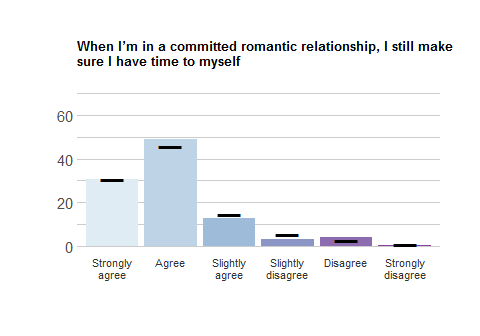 When I'm in a committed romantic relationship, I still make
sure I have time to myself
60
40
20
0
Strongly
agree
Agree
Slightly
agree
Slightly
disagree
Disagree
Strongly
disagree